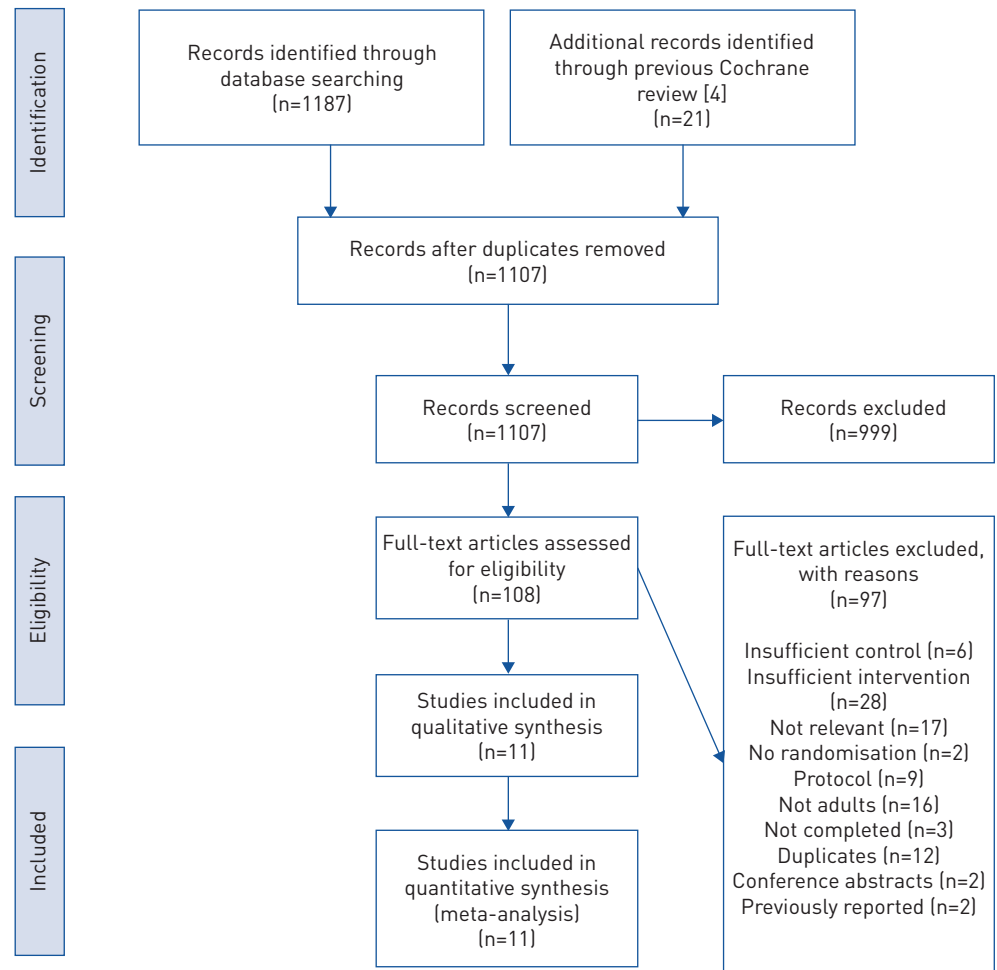 Identification
Records identified through
database searching
(n=1187)
Additional records identified
through previous Cochrane
review [4]
(n=21)
Records after duplicates removed
(n=1107)
Screening
Records screened
(n=1107)
Records excluded
(n=999)
Eligibility
Full-text articles assessed
for eligibility
(n=108)
Full-text articles excluded,
with reasons
(n=97)
Insufficient control (n=6)
Insufficient intervention
(n=28)
Not relevant (n=17)
No randomisation (n=2)
Protocol (n=9)
Not adults (n=16)
Not completed (n=3)
Duplicates (n=12)
Conference abstracts (n=2)
Previously reported (n=2)
Studies included in
qualitative synthesis
(n=11)
Included
Studies included in
quantitative synthesis
(meta-analysis)
(n=11)